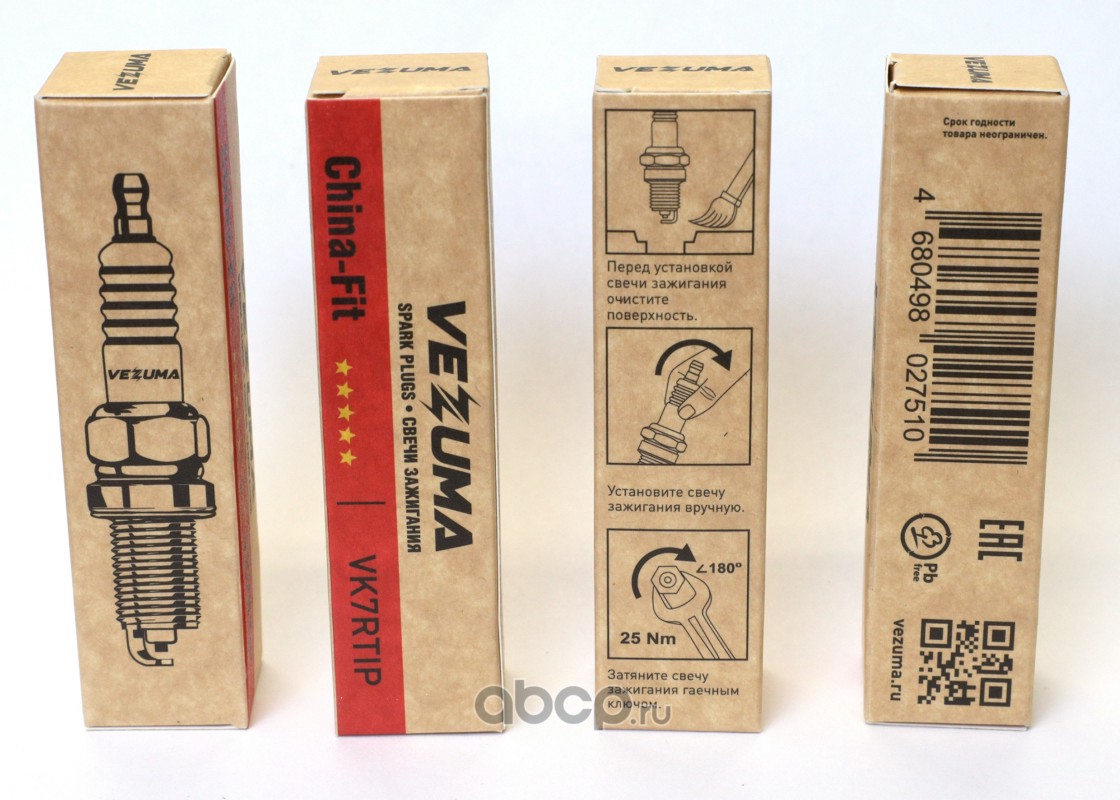 VEZUMA
VEZUMA
VEZUMA
China-Fit
VK7RTIP
VEZUMA
SPARK PLUGS • СВЕЧИ ЗАЖИГАНИЯ
VEZUMA
Перед установкой
свечи зажигания
очистите
поверхность.
Установите свечу
зажигания вручную.
∠180°
25 Nm
Затяните свечу
зажигания гаечным
ключом.
VEZUMA
Срок годности
товара неограничен.
4 680498 027510
EAC
Pb
free
vezuma.ru
abcp.ru